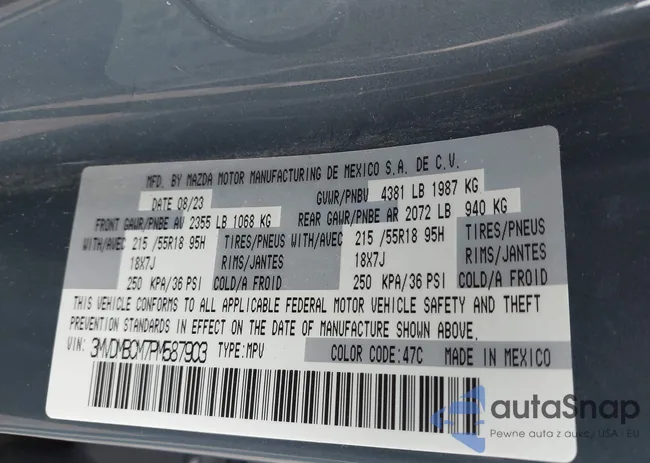 MFD. BY MAZDA MOTOR MANUFACTURING DE MEXICO S.A. DE C.V.
DATE 08/23 GVWR/PNBV 4381 LB 1987 KG
FRONT GAWR/PNBE AV 2355 LB 1068 KG REAR GAWR/PNBE AR 2072 LB 940 KG
WITH/AVEC 215 /55R18 95H TIRES/PNEUS WITH/AVEC 215 /55R18 95H TIRES/PNEUS
18X7J RIMS/JANTES 18X7J RIMS/JANTES
250 KPA/36 PSI COLD/A FROID 250 KPA/36 PSI COLD/A FROID
THIS VEHICLE CONFORMS TO ALL APPLICABLE FEDERAL MOTOR VEHICLE SAFETY AND THEFT
PREVENTION STANDARDS IN EFFECT ON THE DATE OF MANUFACTURE SHOWN ABOVE.
VIN: 3MVDMBCM7PM587903 TYPE: MPV COLOR CODE: 47C MADE IN MEXICO
autaSnap
Pewne auta z aukcji USA - EU